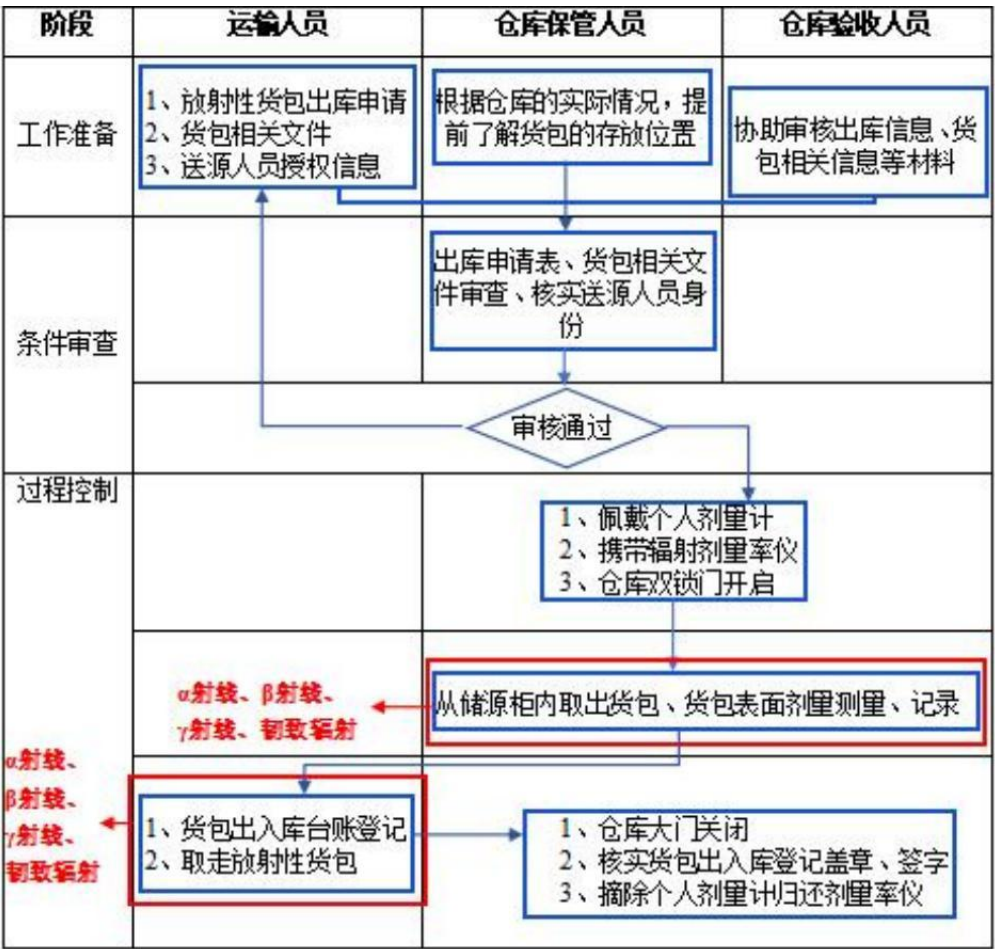 阶段 运输人员 仓库保管人员 仓库验收人员
工作准备
1、放射性货包出库申请
2、货包相关文件
3、送源人员授权信息
根据仓库的实际情况，提
前了解货包的存放位置
协助审核出库信息、货
包相关信息等材料
条件审查
出库申请表、货包相关文
件审查、核实送源人员身
份
审核通过
过程控制
1、佩戴个人剂量计
2、携带辐射剂量率仪
3、仓库双锁门开启
α射线、β射线、
γ射线、韧致辐射
从储源柜内取出货包、货包表面剂量测量、记录
α射线、
β射线、
γ射线、
韧致辐射
1、货包出入库台账登记
2、取走放射性货包
1、仓库大门关闭
2、核实货包出入库登记盖章、签字
3、摘除个人剂量计归还剂量率仪